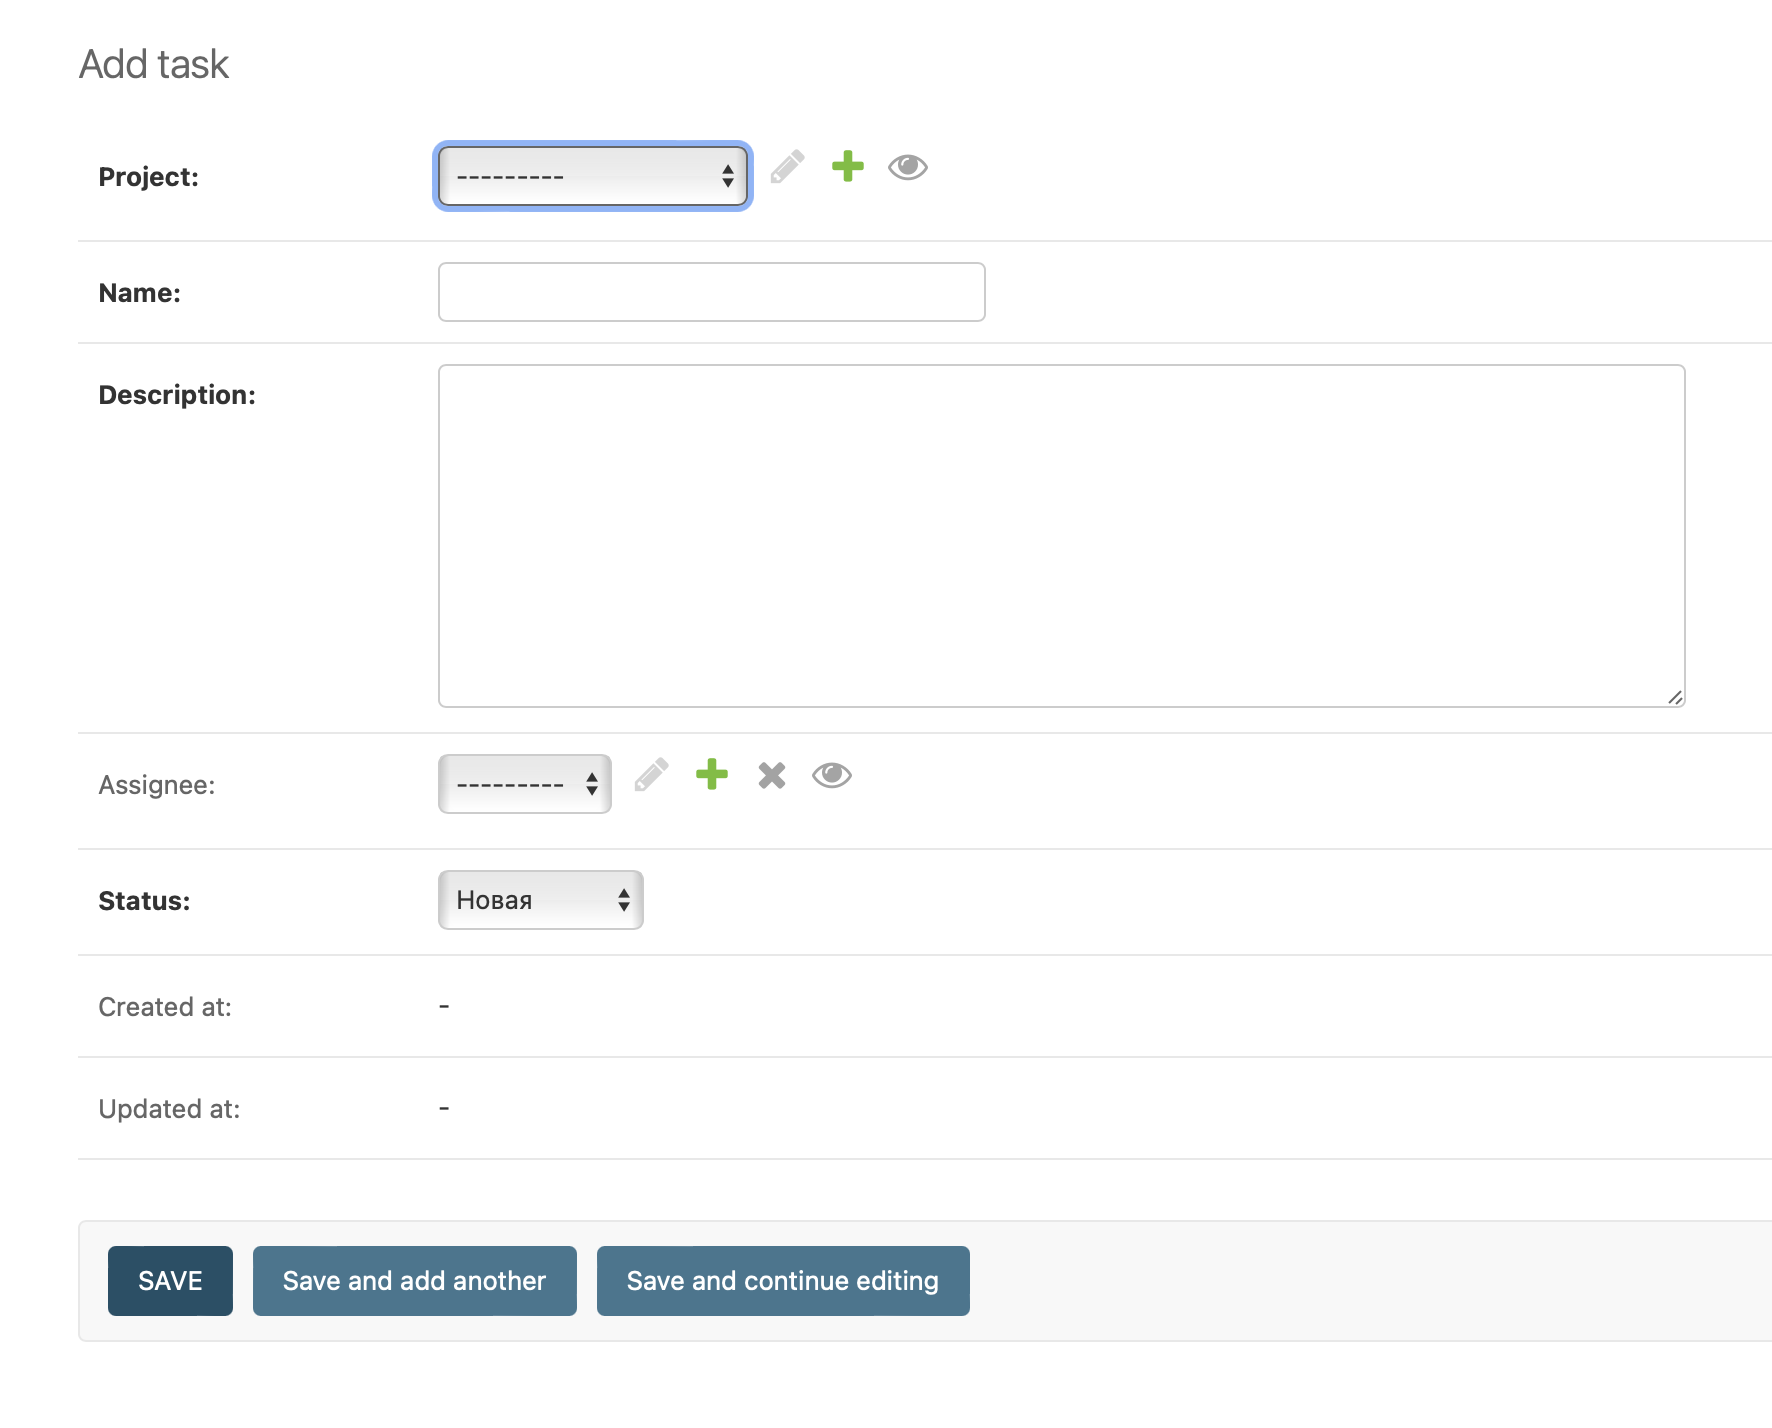 Add task
Project: ---------
Name:
Description:
Assignee: ---------
Status: Новая
Created at: -
Updated at: -
SAVE Save and add another Save and continue editing